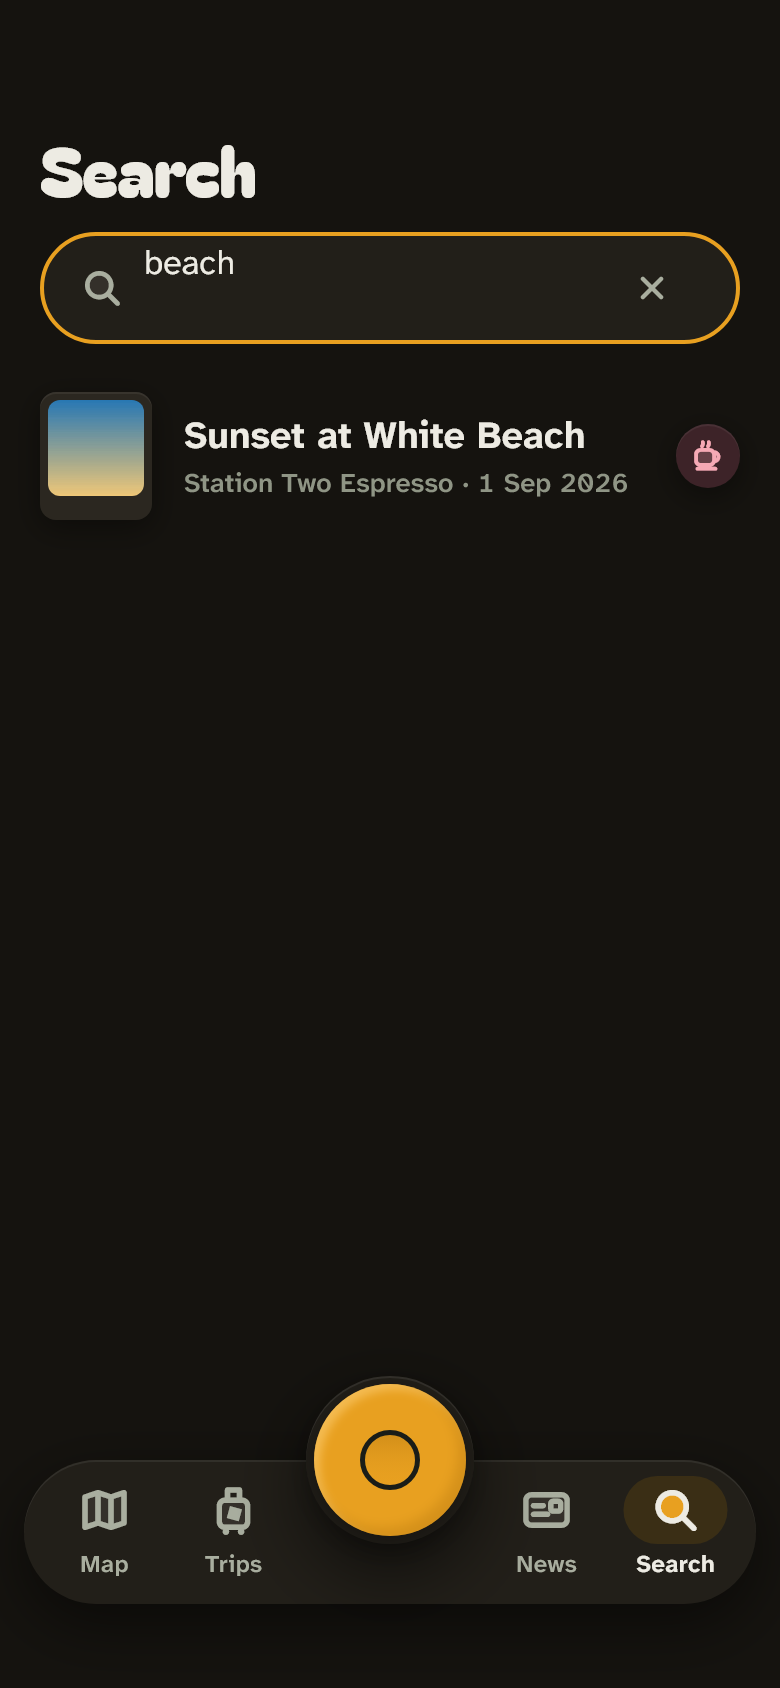 Search
beach
Sunset at White Beach
Station Two Espresso · 1 Sep 2026
Map
Trips
News
Search